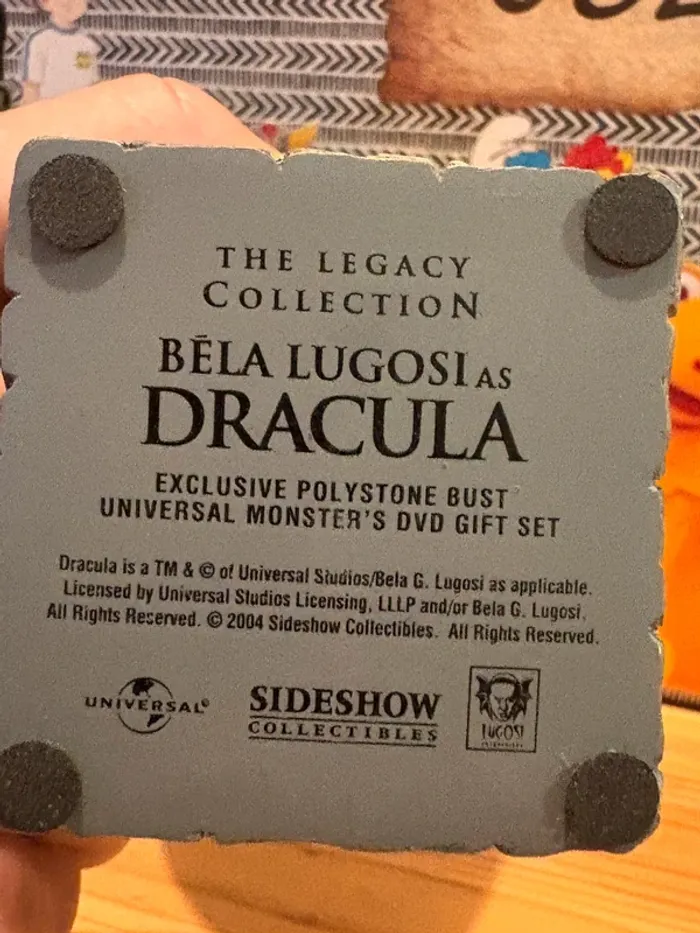 THE LEGACY
COLLECTION
BĒLA LUGOSI AS
DRACULA
EXCLUSIVE POLYSTONE BUST
UNIVERSAL MONSTER'S DVD GIFT SET
Dracula is a TM & © of Universal Studios/Bela G. Lugosi as applicable.
Licensed by Universal Studios Licensing, LLLP and/or Bela G. Lugosi.
All Rights Reserved. © 2004 Sideshow Collectibles. All Rights Reserved.
UNIVERSAL®
SIDESHOW
COLLECTIBLES
LUGOSI